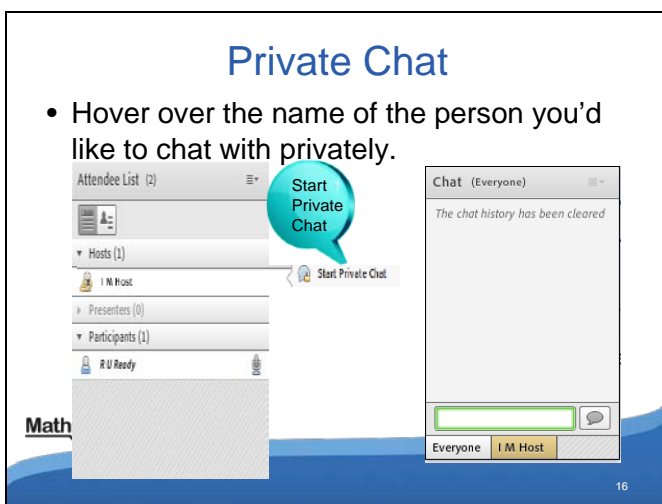 Private Chat
• Hover over the name of the person you'd
like to chat with privately.
Attendee List (2)
Start
Private
Chat
Hosts (1)
I M Host
Start Private Chat
Presenters (0)
Participants (1)
R U Ready
Chat (Everyone)
The chat history has been cleared
Everyone
I M Host
Math
16